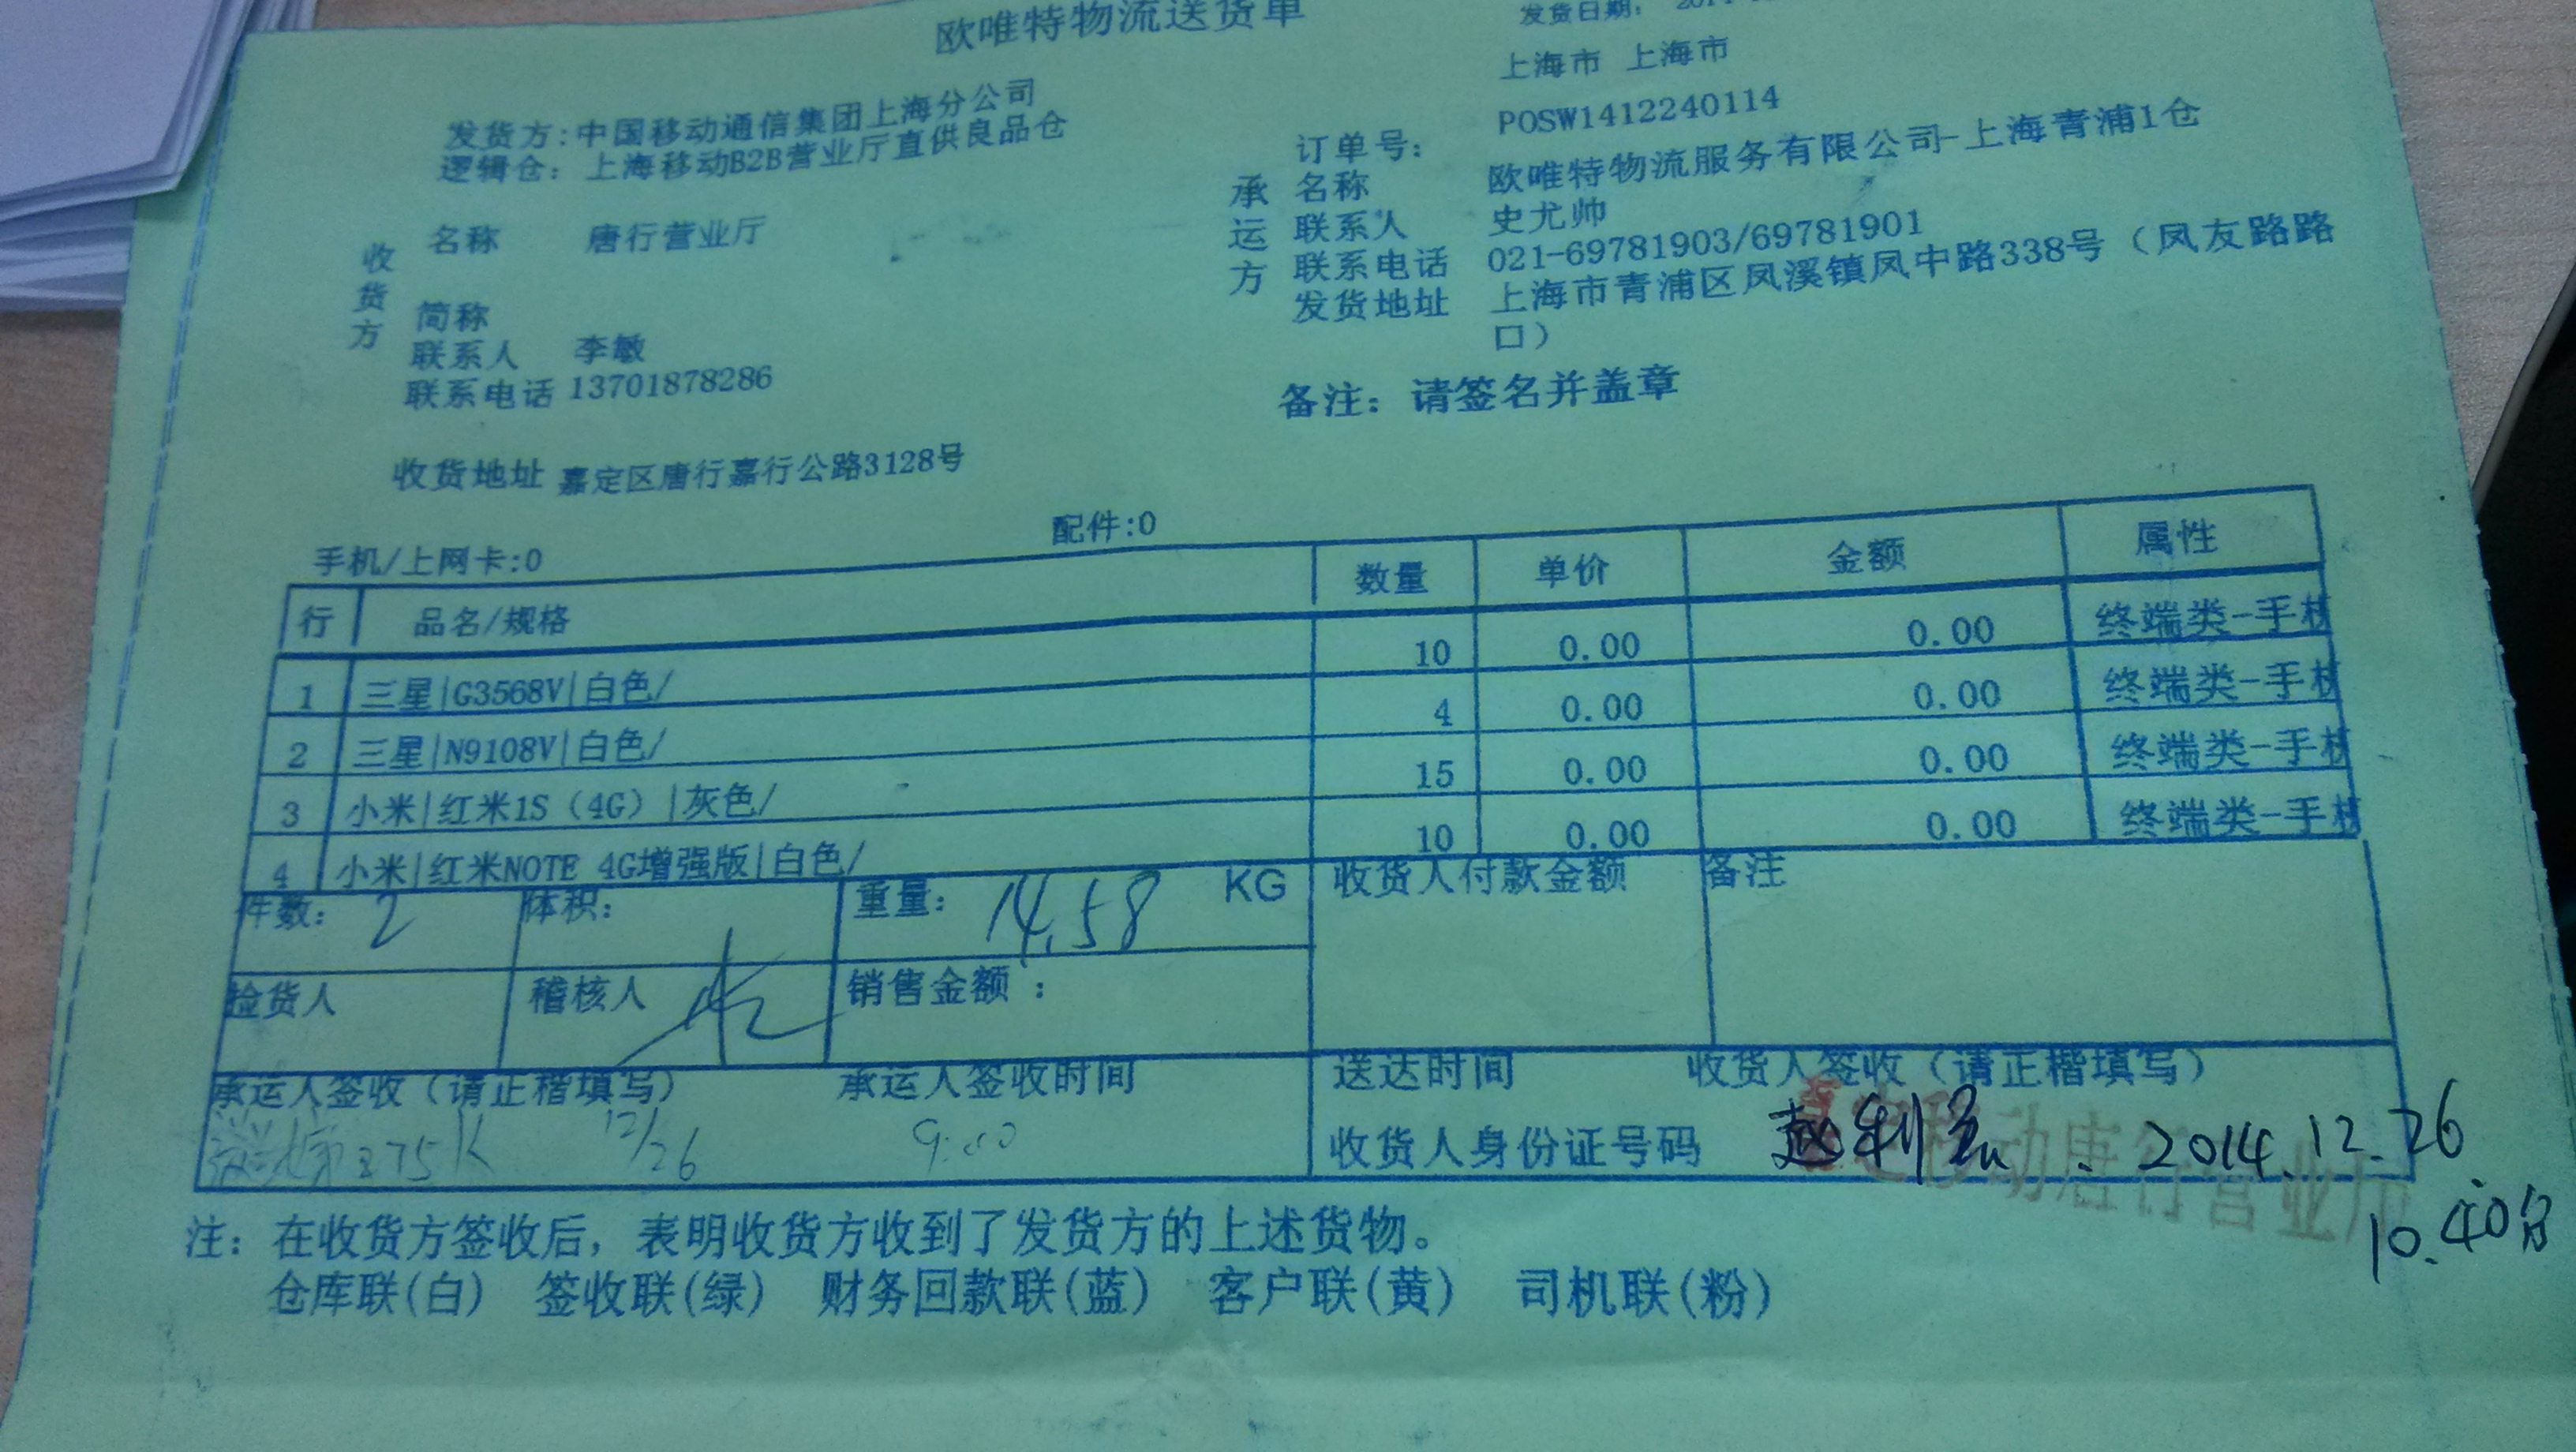 欧唯特物流送货单
发货日期:
上海市 上海市
发货方:中国移动通信集团上海分公司
逻辑仓: 上海移动B2B营业厅直供良品仓
订单号: POSW1412240114
收货方
名称 唐行营业厅
简称
联系人 李敏
联系电话 13701878286
收货地址 嘉定区唐行嘉行公路3128号
承运方
名称 欧唯特物流服务有限公司-上海青浦1仓
联系人 史尤帅
联系电话 021-69781903/69781901
发货地址 上海市青浦区凤溪镇凤中路338号（凤友路路
口）
备注: 请签名并盖章
手机/上网卡:0 配件:0
行 品名/规格 数量 单价 金额 属性
1 三星|G3568V|白色/ 10 0.00 0.00 终端类-手
2 三星|N9108V|白色/ 4 0.00 0.00 终端类-手
3 小米|红米1S（4G）|灰色/ 15 0.00 0.00 终端类-手
4 小米|红米NOTE 4G增强版|白色/ 10 0.00 0.00 终端类-手
件数: 2 体积: 重量: 14.58 KG 收货人付款金额 备注
捡货人 稽核人 销售金额：
承运人签收（请正楷填写） 承运人签收时间 送达时间 收货人签收（请正楷填写）
275K 12/26 9:00 收货人身份证号码 2014.12.26
10.40分
嘉定移动唐行营业厅
注: 在收货方签收后，表明收货方收到了发货方的上述货物。
仓库联(白) 签收联(绿) 财务回款联(蓝) 客户联(黄) 司机联(粉)